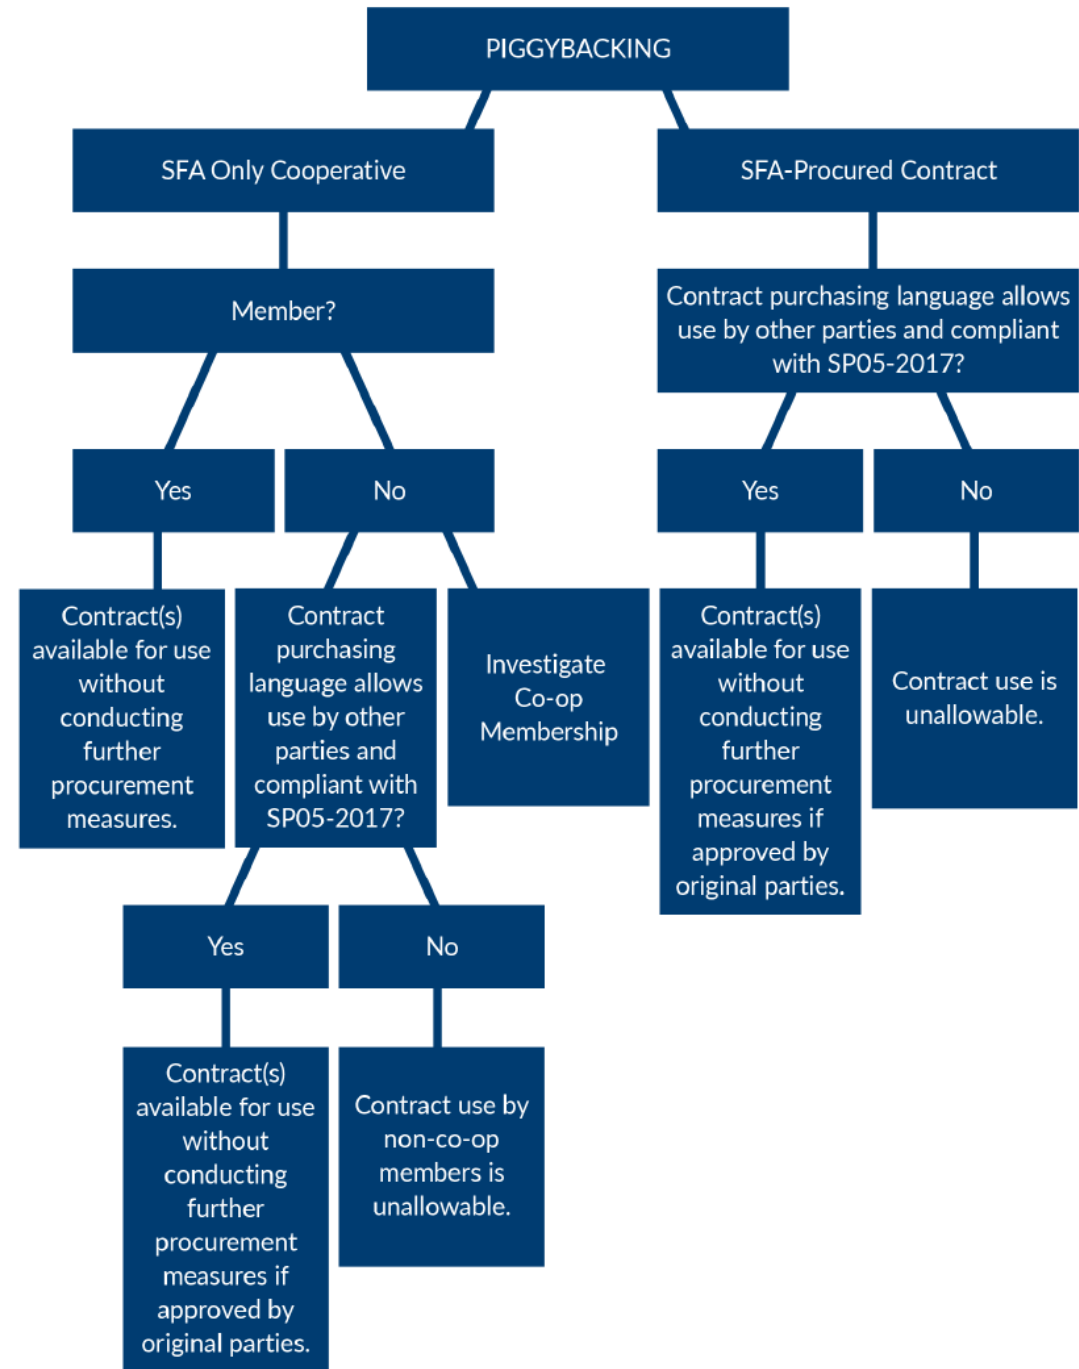 PIGGYBACKING
SFA Only Cooperative
SFA-Procured Contract
Member?
Contract purchasing language allows
use by other parties and compliant
with SP05-2017?
Yes
No
Yes
No
Contract(s)
available for use
without
conducting
further
procurement
measures.
Contract
purchasing
language allows
use by other
parties and
compliant with
SP05-2017?
Investigate
Co-op
Membership
Contract(s)
available for use
without
conducting
further
procurement
measures if
approved by
original parties.
Contract use is
unallowable.
Yes
No
Contract(s)
available for use
without
conducting
further
procurement
measures if
approved by
original parties.
Contract use by
non-co-op
members is
unallowable.